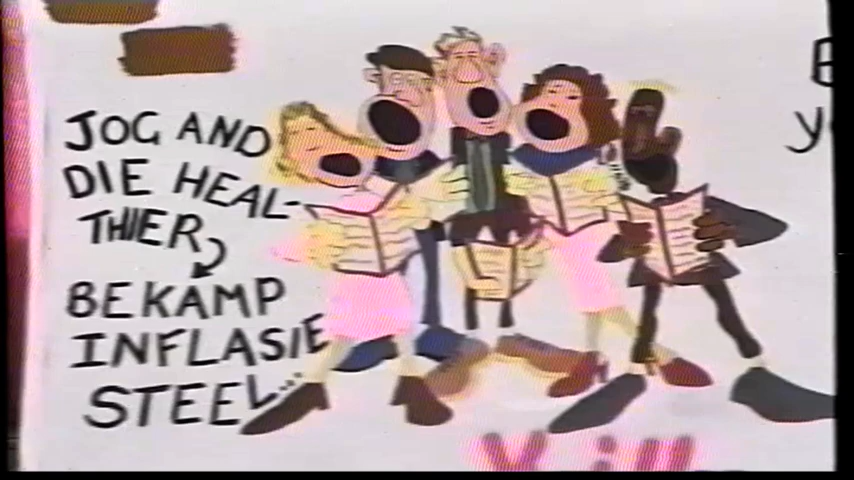 JOG AND
DIE HEAL-
THIER
BEKAMP
INFLASIE
STEEL...